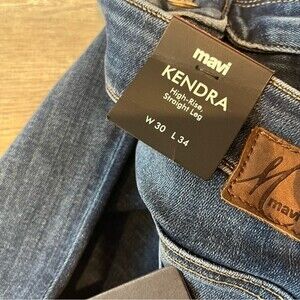 mavi
KENDRA
High-Rise,
Straight Leg
W 30 L 34
M
mavi